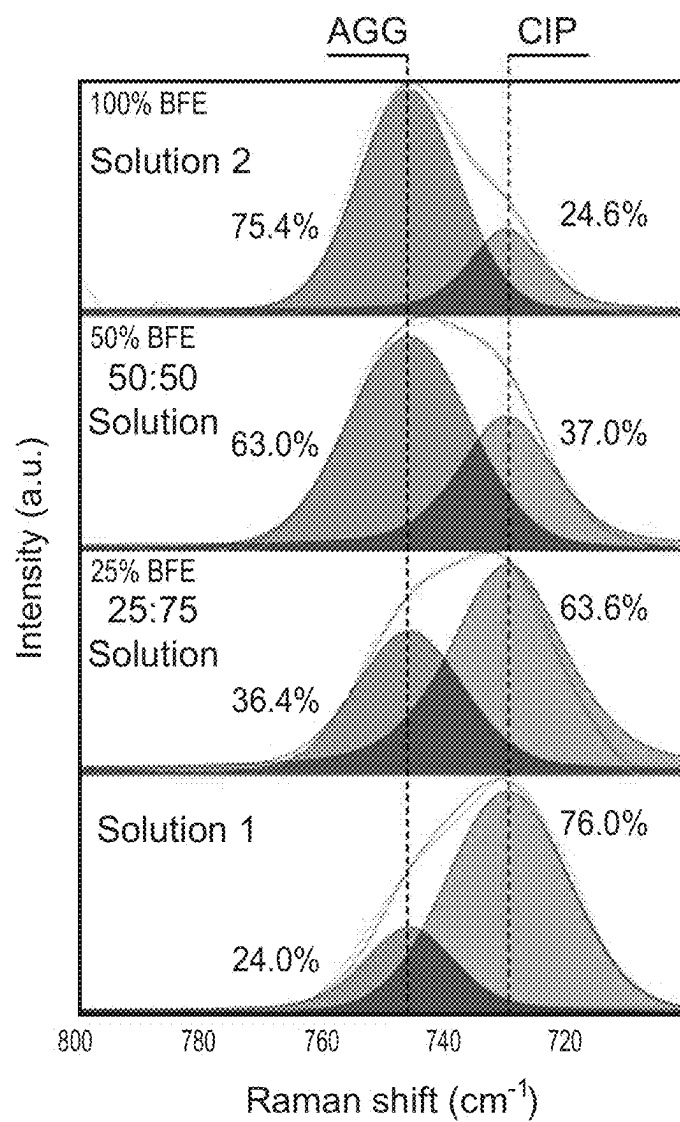 AGG CIP
100% BFE
Solution 2
75.4%
24.6%
50% BFE
50:50
Solution
63.0%
37.0%
25% BFE
25:75
Solution
36.4%
63.6%
Solution 1
76.0%
24.0%
Intensity (a.u.)
800 780 760 740 720
Raman shift (cm⁻¹)